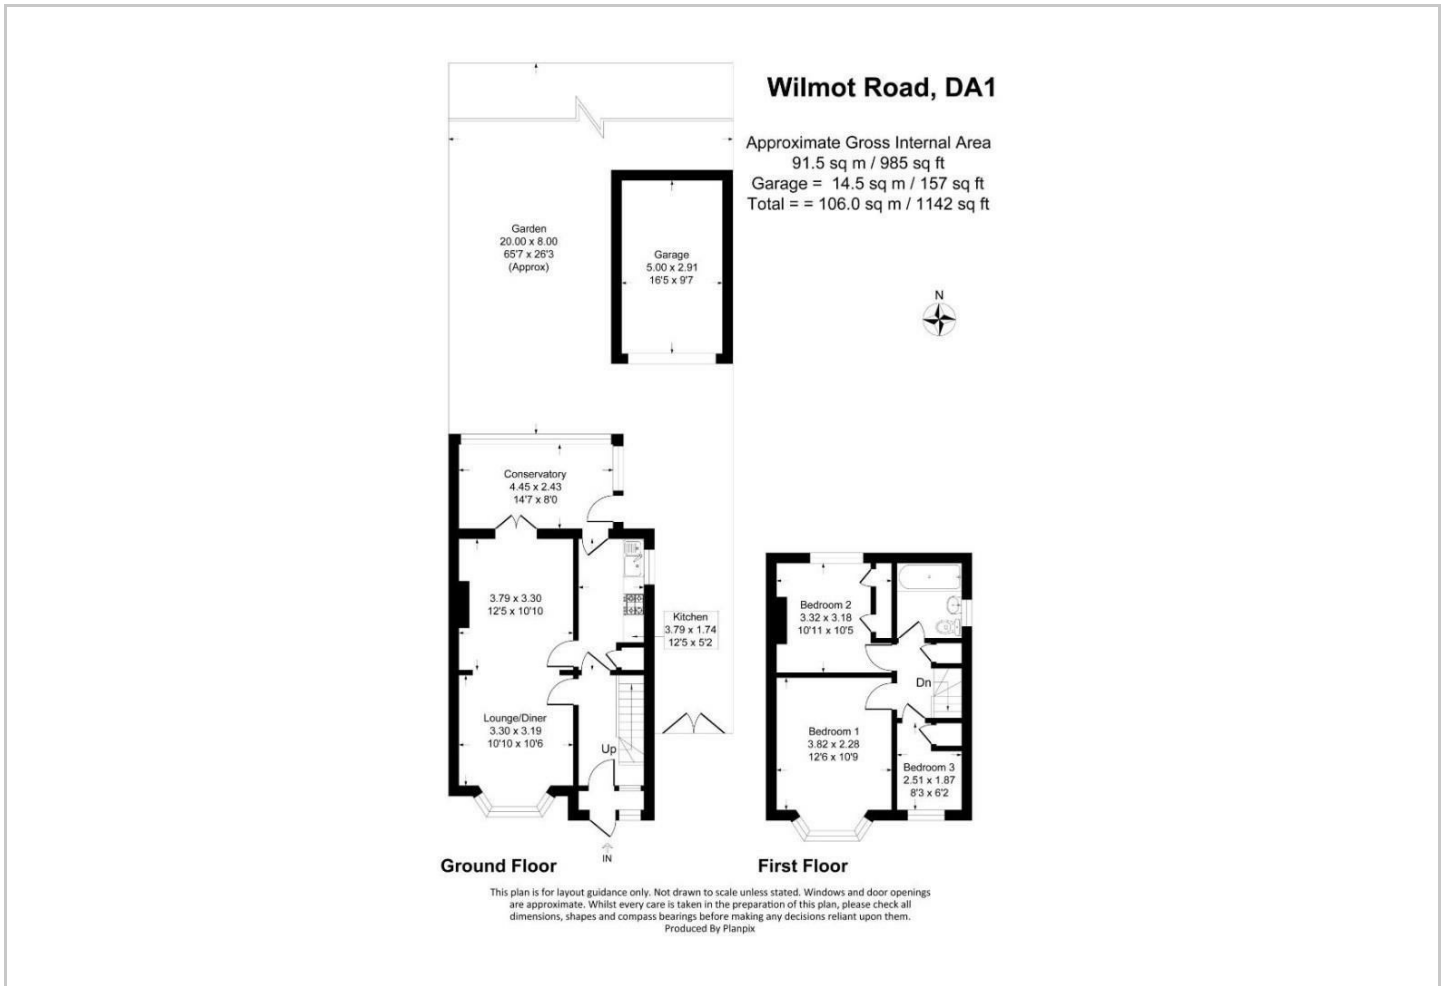 Wilmot Road, DA1
Approximate Gross Internal Area
91.5 sq m / 985 sq ft
Garage = 14.5 sq m / 157 sq ft
Total = = 106.0 sq m / 1142 sq ft
Garden
20.00 x 8.00
65'7 x 26'3
(Approx)
Garage
5.00 x 2.91
16'5 x 9'7
N
Conservatory
4.45 x 2.43
14'7 x 8'0
3.79 x 3.30
12'5 x 10'10
Kitchen
3.79 x 1.74
12'5 x 5'2
Lounge/Diner
3.30 x 3.19
10'10 x 10'6
Up
IN
Bedroom 2
3.32 x 3.18
10'11 x 10'5
Dn
Bedroom 1
3.82 x 2.28
12'6 x 10'9
Bedroom 3
2.51 x 1.87
8'3 x 6'2
Ground Floor
First Floor
This plan is for layout guidance only. Not drawn to scale unless stated. Windows and door openings
are approximate. Whilst every care is taken in the preparation of this plan, please check all
dimensions, shapes and compass bearings before making any decisions reliant upon them.
Produced By Planpix